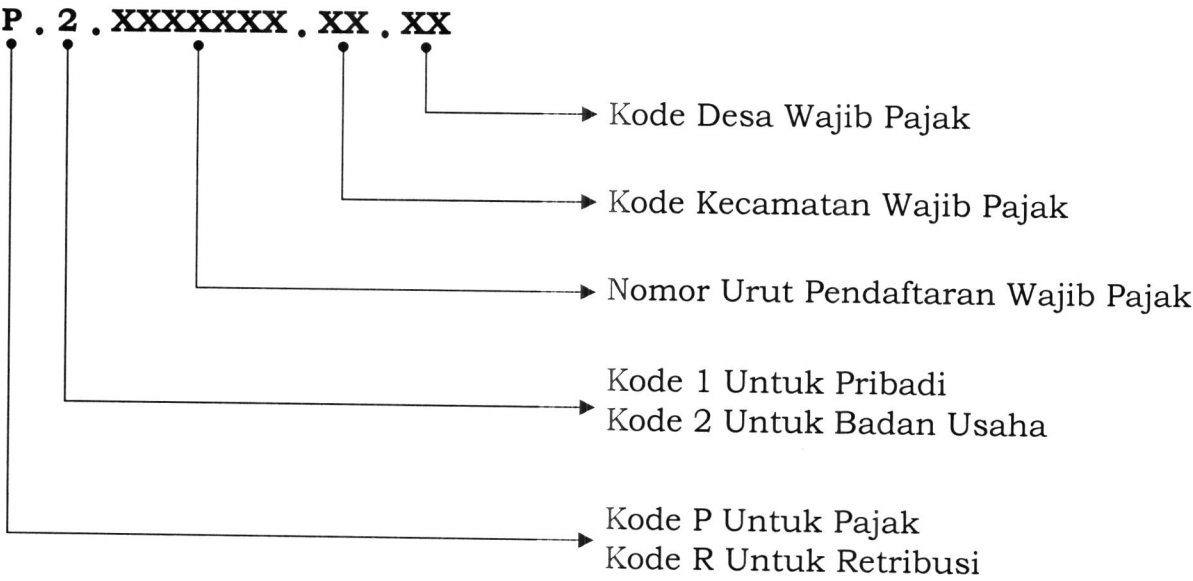 P . 2 . XXXXXXX . XX . XX
Kode Desa Wajib Pajak
Kode Kecamatan Wajib Pajak
Nomor Urut Pendaftaran Wajib Pajak
Kode 1 Untuk Pribadi
Kode 2 Untuk Badan Usaha
Kode P Untuk Pajak
Kode R Untuk Retribusi